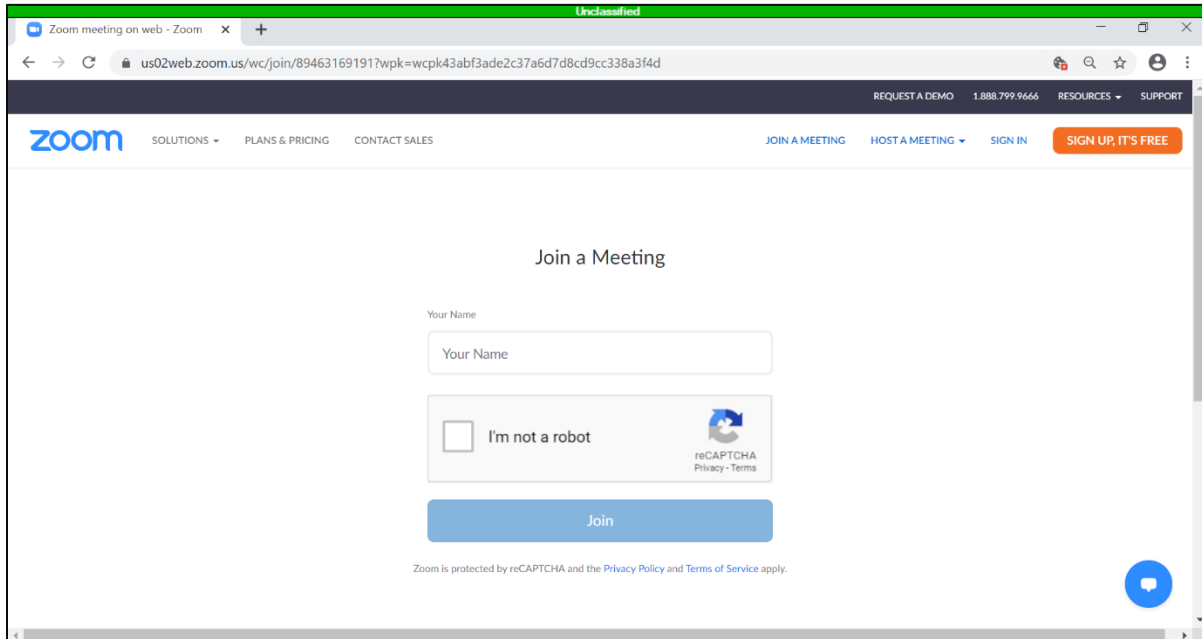 Unclassified
Zoom meeting on web - Zoom
us02web.zoom.us/wc/join/89463169191?wpk=wcpk43abf3ade2c37a6d7d8cd9cc338a3f4d
REQUEST A DEMO 1.888.799.9666 RESOURCES SUPPORT
zoom SOLUTIONS PLANS & PRICING CONTACT SALES JOIN A MEETING HOST A MEETING SIGN IN SIGN UP, IT'S FREE
Join a Meeting
Your Name
Your Name
I'm not a robot
reCAPTCHA
Privacy - Terms
Join
Zoom is protected by reCAPTCHA and the Privacy Policy and Terms of Service apply.